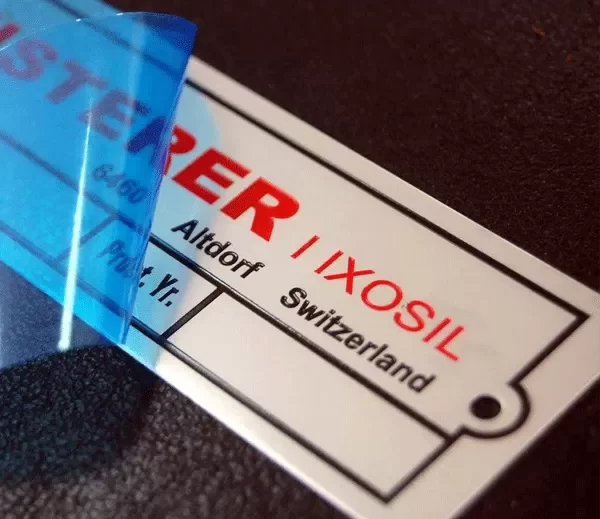 ISTERER / IXOSIL
6460 Altdorf Switzerland
Prod. Yr.